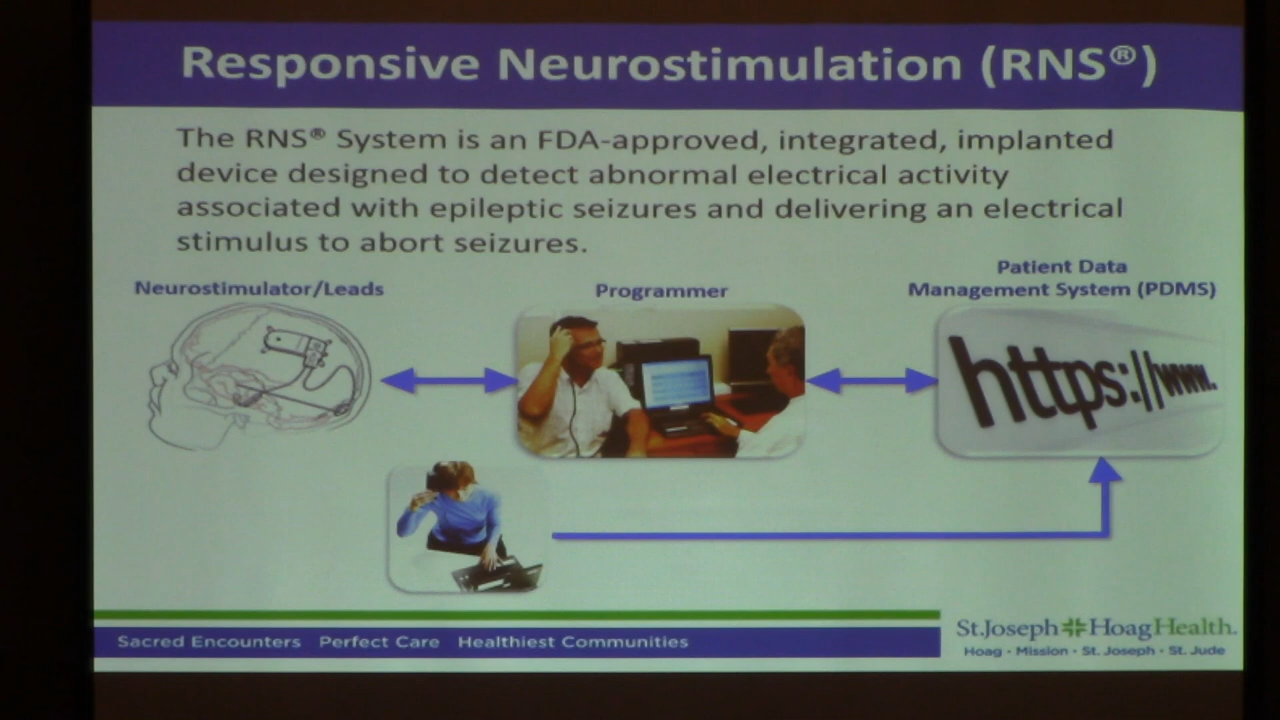 Responsive Neurostimulation (RNS®)
The RNS® System is an FDA-approved, integrated, implanted
device designed to detect abnormal electrical activity
associated with epileptic seizures and delivering an electrical
stimulus to abort seizures.
Neurostimulator/Leads
Programmer
Patient Data
Management System (PDMS)
https://www.
Sacred Encounters Perfect Care Healthiest Communities
St.Joseph HoagHealth.
Hoag · Mission · St. Joseph · St. Jude